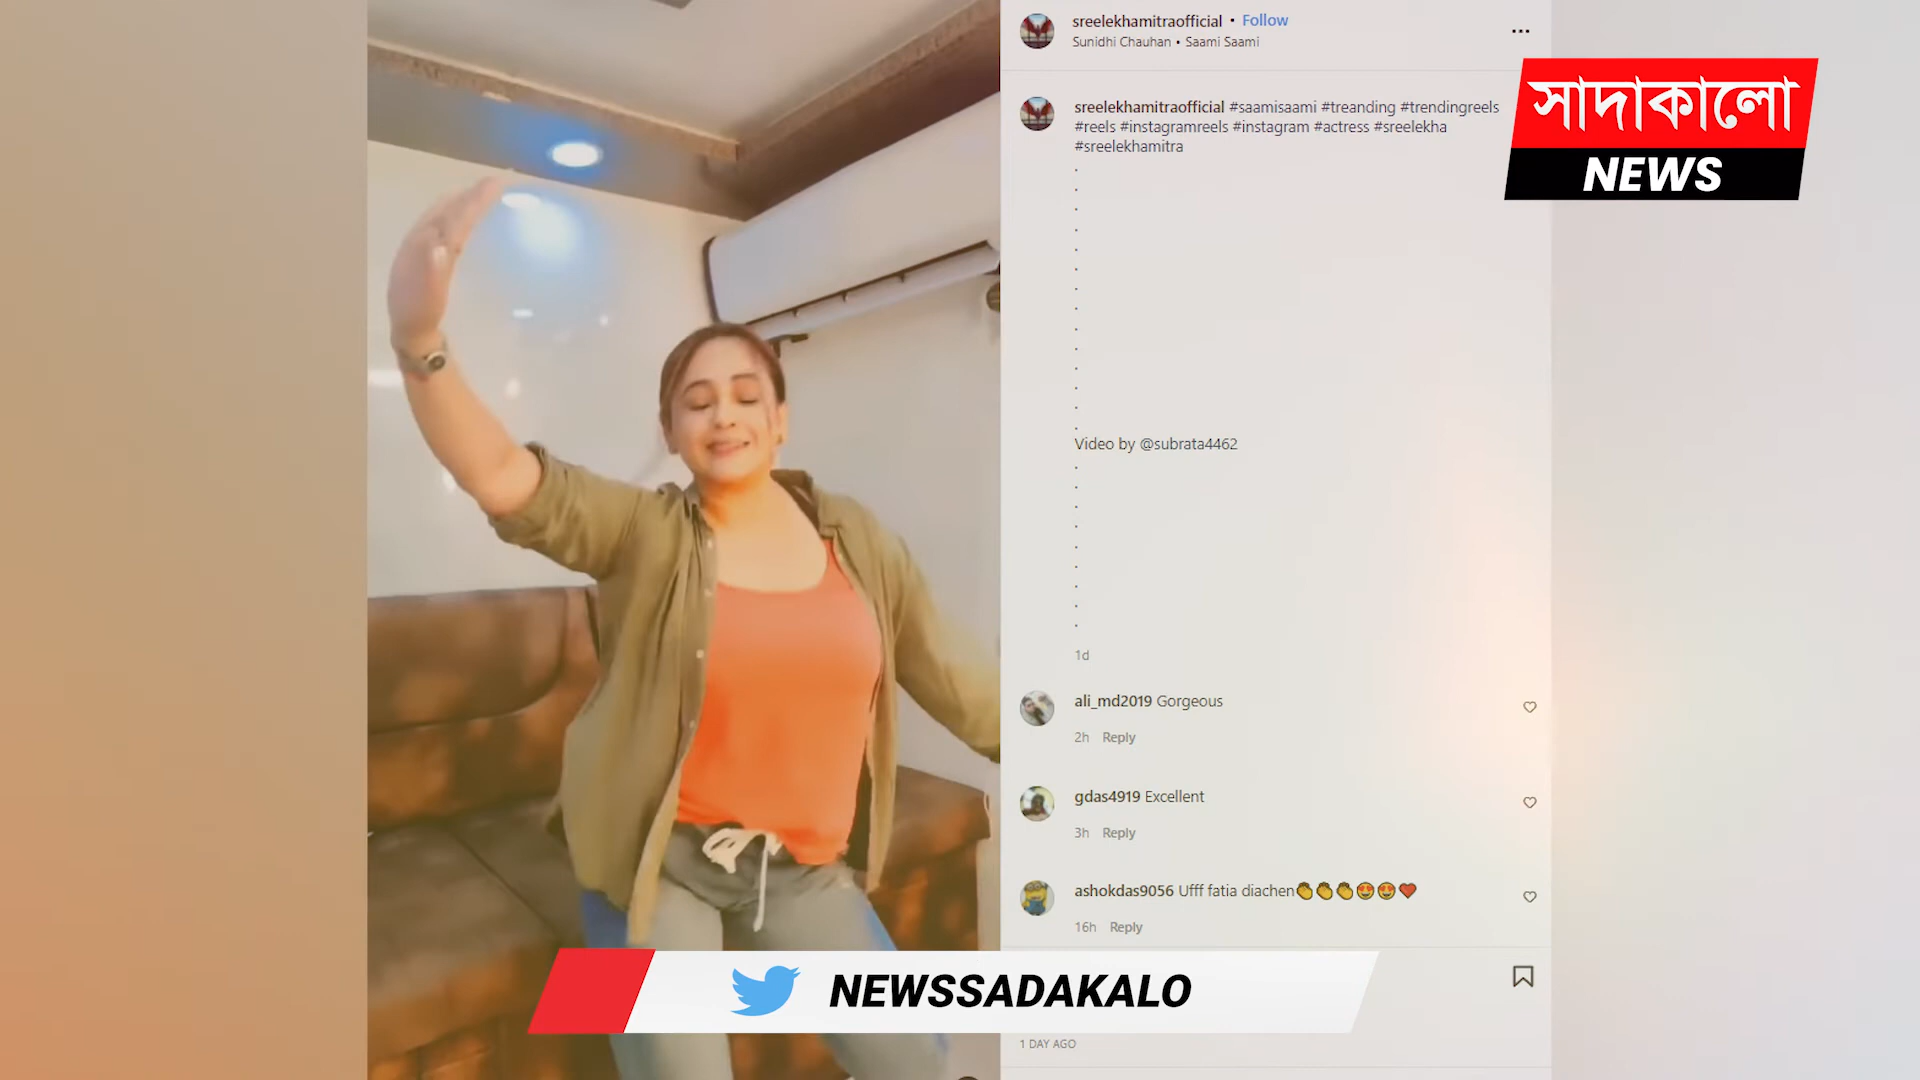 sreelekhamitraofficial • Follow
Sunidhi Chauhan • Saami Saami
সাদাকালো
NEWS
sreelekhamitraofficial #saamisaami #treanding #trendingreels
#reels #instagramreels #instagram #actress #sreelekha
#sreelekhamitra
.
.
.
.
.
.
.
.
.
.
.
.
.
.
Video by @subrata4462
.
.
.
.
.
.
.
.
.
1d
ali_md2019 Gorgeous
2h Reply
gdas4919 Excellent
3h Reply
ashokdas9056 Ufff fatia diachen👏👏👏😍😍❤️
16h Reply
NEWSSADAKALO
1 DAY AGO